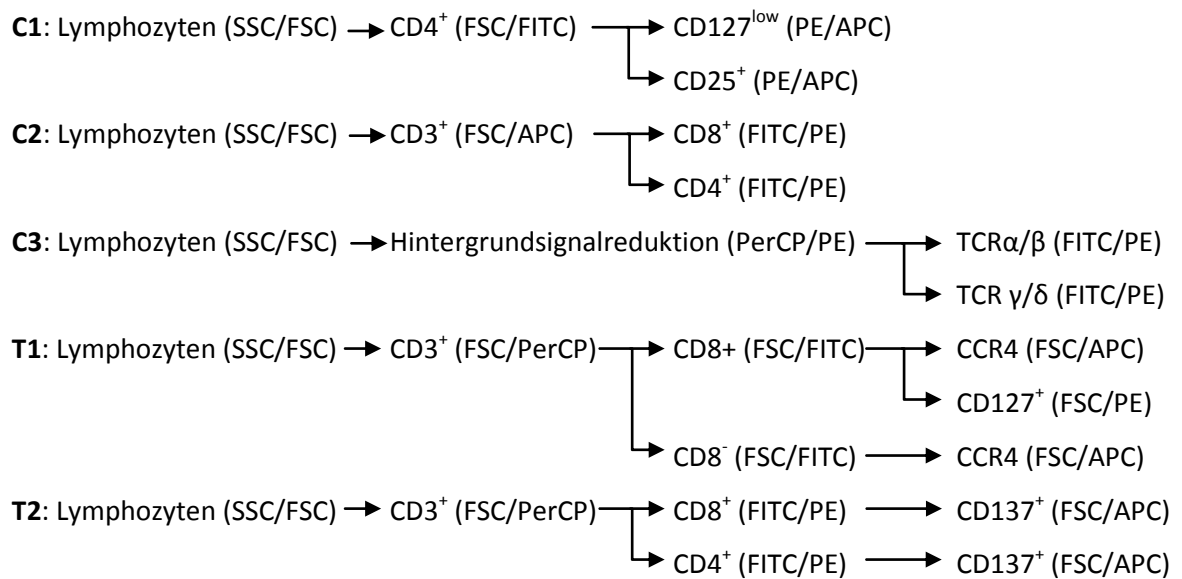 C1: Lymphozyten (SSC/FSC) → CD4⁺ (FSC/FITC) → CD127ˡᵒʷ (PE/APC)
→ CD25⁺ (PE/APC)
C2: Lymphozyten (SSC/FSC) → CD3⁺ (FSC/APC) → CD8⁺ (FITC/PE)
→ CD4⁺ (FITC/PE)
C3: Lymphozyten (SSC/FSC) → Hintergrundsignalreduktion (PerCP/PE) → TCRα/β (FITC/PE)
→ TCR γ/δ (FITC/PE)
T1: Lymphozyten (SSC/FSC) → CD3⁺ (FSC/PerCP) → CD8+ (FSC/FITC) → CCR4 (FSC/APC)
→ CD127⁺ (FSC/PE)
→ CD8⁻ (FSC/FITC) → CCR4 (FSC/APC)
T2: Lymphozyten (SSC/FSC) → CD3⁺ (FSC/PerCP) → CD8⁺ (FITC/PE) → CD137⁺ (FSC/APC)
→ CD4⁺ (FITC/PE) → CD137⁺ (FSC/APC)